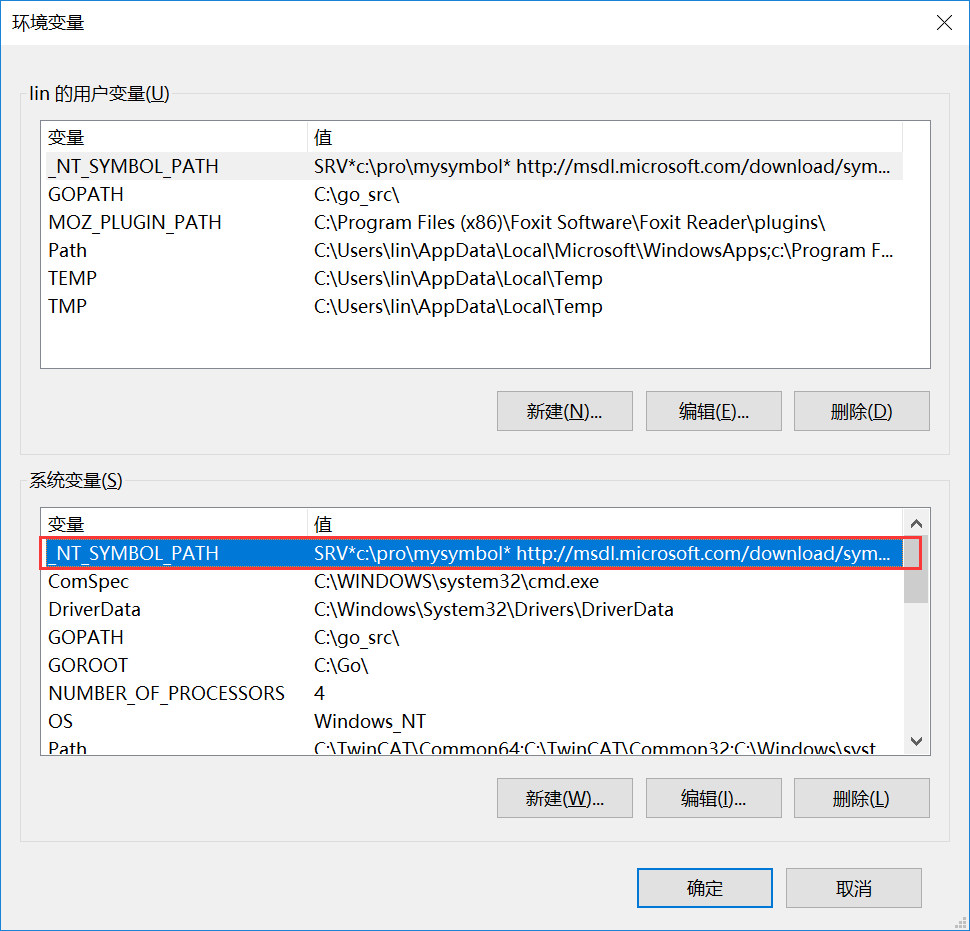 环境变量
lin 的用户变量(U)
变量 值
_NT_SYMBOL_PATH SRV*c:\pro\mysymbol* http://msdl.microsoft.com/download/sym...
GOPATH C:\go_src\
MOZ_PLUGIN_PATH C:\Program Files (x86)\Foxit Software\Foxit Reader\plugins\
Path C:\Users\lin\AppData\Local\Microsoft\WindowsApps;c:\Program F...
TEMP C:\Users\lin\AppData\Local\Temp
TMP C:\Users\lin\AppData\Local\Temp
新建(N)... 编辑(E)... 删除(D)
系统变量(S)
变量 值
_NT_SYMBOL_PATH SRV*c:\pro\mysymbol* http://msdl.microsoft.com/download/sym...
ComSpec C:\WINDOWS\system32\cmd.exe
DriverData C:\Windows\System32\Drivers\DriverData
GOPATH C:\go_src\
GOROOT C:\Go\
NUMBER_OF_PROCESSORS 4
OS Windows_NT
Path C:\TwinCAT\Common64;C:\TwinCAT\Common32;C:\Windows\syst
新建(W)... 编辑(I)... 删除(L)
确定 取消